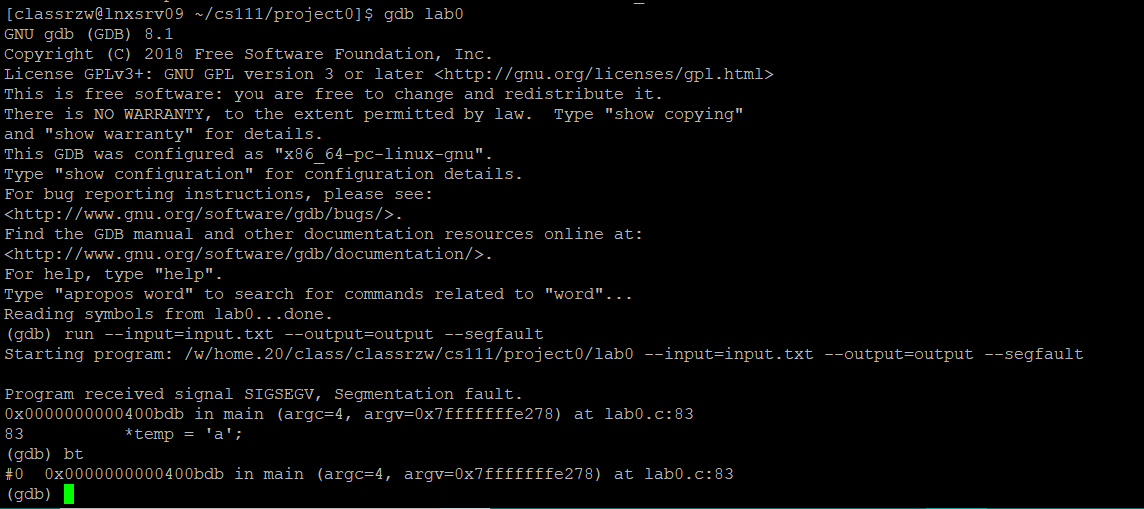 [classrzw@lnxsrv09 ~/cs111/project0]$ gdb lab0
GNU gdb (GDB) 8.1
Copyright (C) 2018 Free Software Foundation, Inc.
License GPLv3+: GNU GPL version 3 or later <http://gnu.org/licenses/gpl.html>
This is free software: you are free to change and redistribute it.
There is NO WARRANTY, to the extent permitted by law.  Type "show copying"
and "show warranty" for details.
This GDB was configured as "x86_64-pc-linux-gnu".
Type "show configuration" for configuration details.
For bug reporting instructions, please see:
<http://www.gnu.org/software/gdb/bugs/>.
Find the GDB manual and other documentation resources online at:
<http://www.gnu.org/software/gdb/documentation/>.
For help, type "help".
Type "apropos word" to search for commands related to "word"...
Reading symbols from lab0...done.
(gdb) run --input=input.txt --output=output --segfault
Starting program: /w/home.20/class/classrzw/cs111/project0/lab0 --input=input.txt --output=output --segfault

Program received signal SIGSEGV, Segmentation fault.
0x0000000000400bdb in main (argc=4, argv=0x7fffffffe278) at lab0.c:83
83          *temp = 'a';
(gdb) bt
#0  0x0000000000400bdb in main (argc=4, argv=0x7fffffffe278) at lab0.c:83
(gdb)